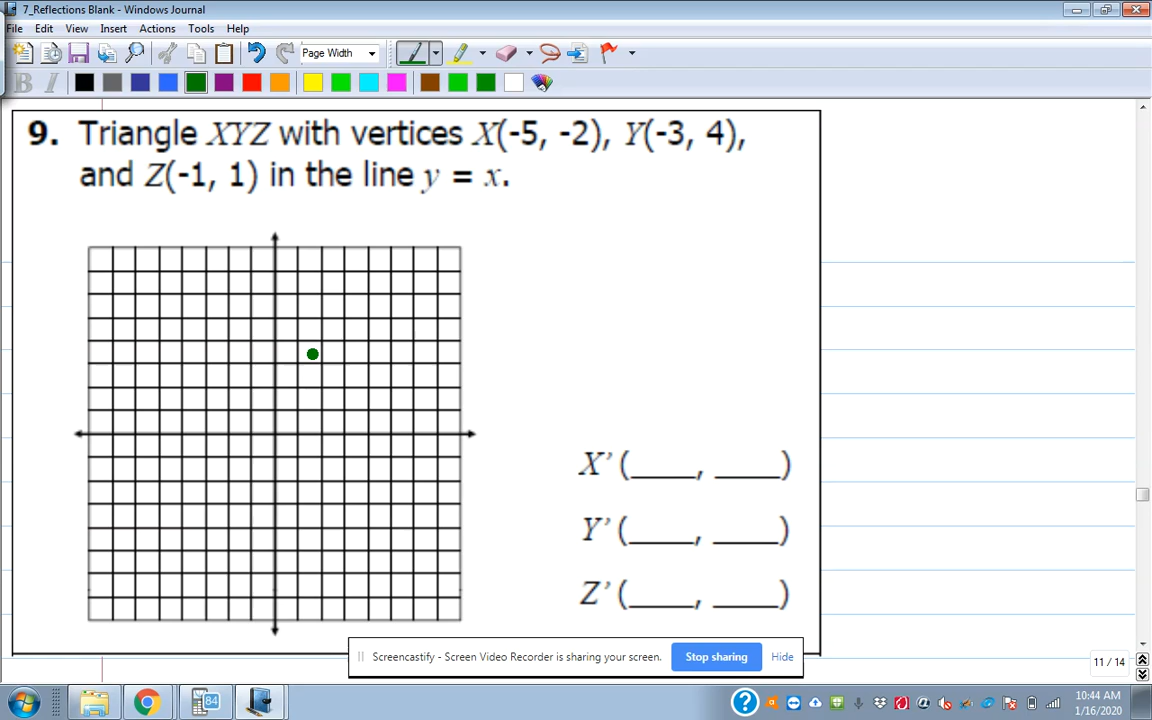 7_Reflections Blank - Windows Journal
File Edit View Insert Actions Tools Help
Page Width
B I
9. Triangle XYZ with vertices X(-5, -2), Y(-3, 4),
and Z(-1, 1) in the line y = x.
X’ (____, ____)
Y’ (____, ____)
Z’ (____, ____)
Screencastify - Screen Video Recorder is sharing your screen. Stop sharing Hide
11 / 14
84
10:44 AM
1/16/2020